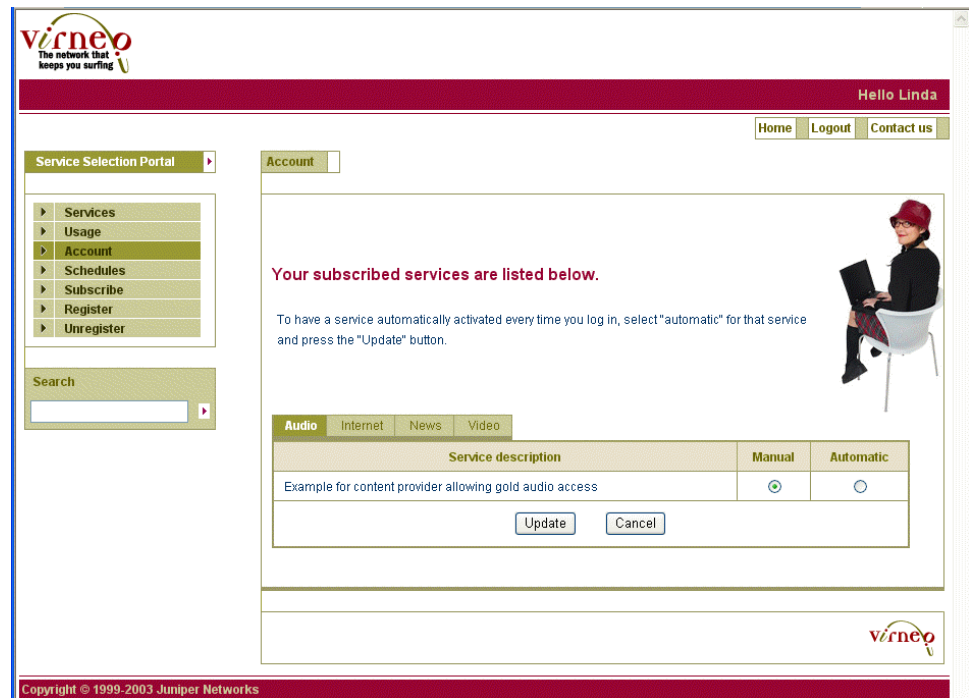 virneo
The network that
keeps you surfing
Hello Linda
Home Logout Contact us
Service Selection Portal
Account
Services
Usage
Account
Schedules
Subscribe
Register
Unregister
Search
Your subscribed services are listed below.
To have a service automatically activated every time you log in, select "automatic" for that service
and press the "Update" button.
Audio Internet News Video
Service description Manual Automatic
Example for content provider allowing gold audio access
Update Cancel
virneo
Copyright © 1999-2003 Juniper Networks